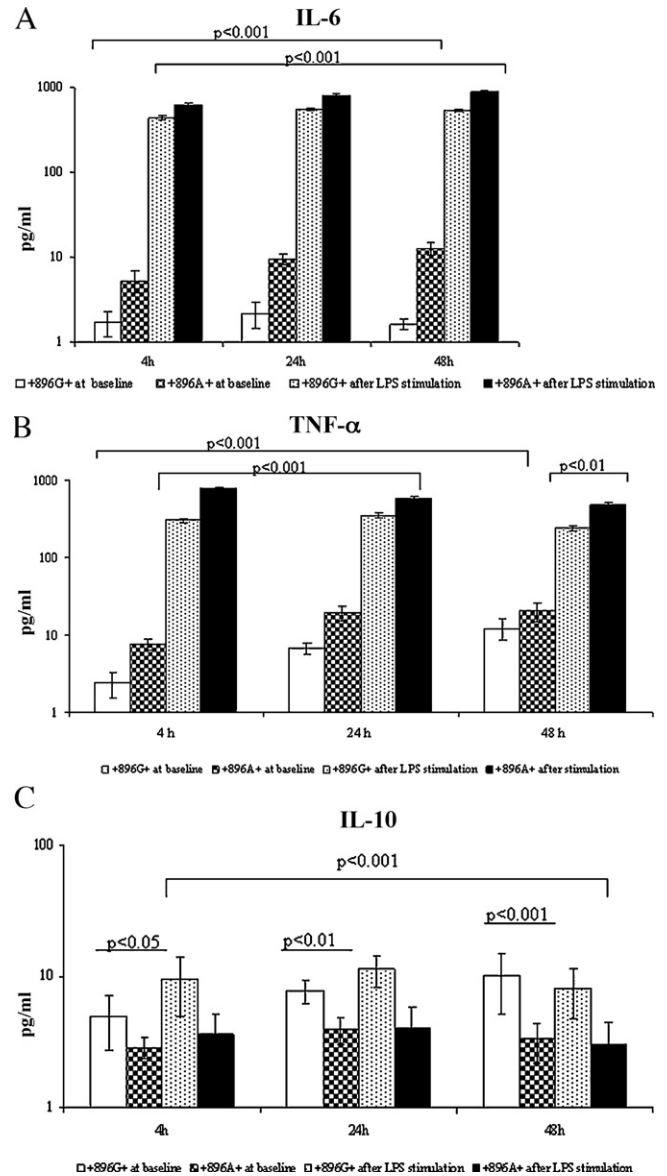 A
IL-6
p<0.001
p<0.001
1000
100
10
1
pg/ml
4h 24h 48h
+896G+ at baseline +896A+ at baseline +896G+ after LPS stimulation +896A+ after LPS stimulation
B
TNF-α
p<0.001
p<0.001
p<0.01
1000
100
10
1
pg/ml
4 h 24 h 48 h
+896G+ at baseline +896A+ at baseline +896G+ after LPS stimulation +896A+ after stimulation
C
IL-10
100
10
1
pg/ml
p<0.001
p<0.05
p<0.01
p<0.001
4h 24h 48h
+896G+ at baseline +896A+ at baseline +896G+ after LPS stimulation +896A+ after LPS stimulation